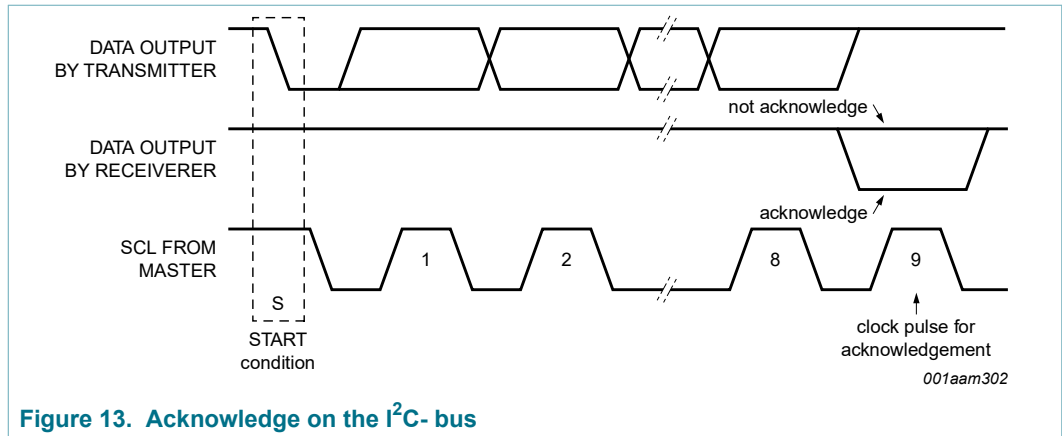 DATA OUTPUT
BY TRANSMITTER
not acknowledge
DATA OUTPUT
BY RECEIVERER
acknowledge
SCL FROM
MASTER
1
2
8
9
S
START
condition
clock pulse for
acknowledgement
001aam302
Figure 13. Acknowledge on the I²C- bus